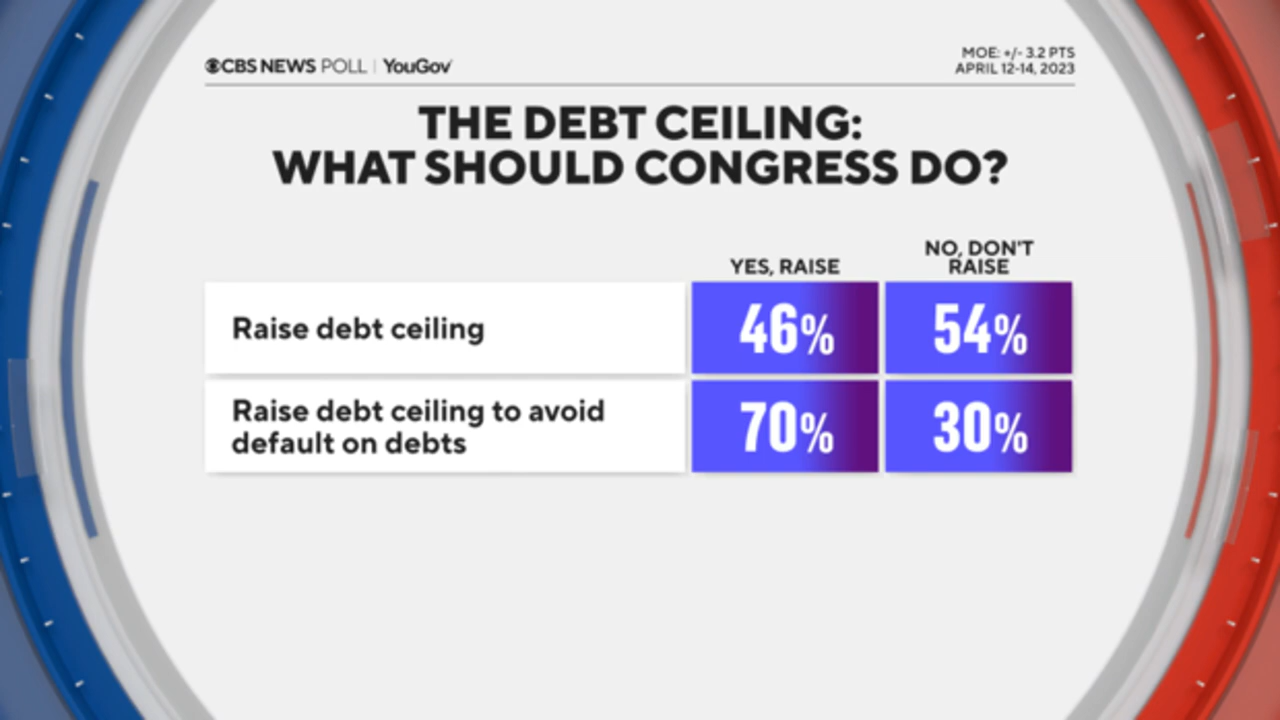 CBS NEWS POLL | YouGov
MOE: +/- 3.2 PTS
APRIL 12-14, 2023
THE DEBT CEILING:
WHAT SHOULD CONGRESS DO?
YES, RAISE
NO, DON'T
RAISE
Raise debt ceiling
46%
54%
Raise debt ceiling to avoid
default on debts
70%
30%